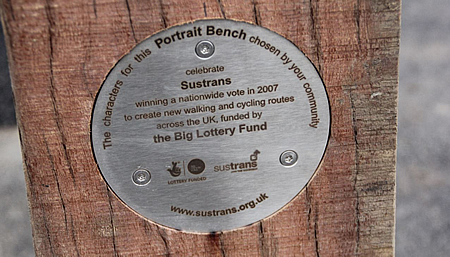 The characters for this Portrait Bench chosen by your community
celebrate
Sustrans
winning a nationwide vote in 2007
to create new walking and cycling routes
across the UK, funded by
the Big Lottery Fund
LOTTERY FUNDED
sustrans
www.sustrans.org.uk